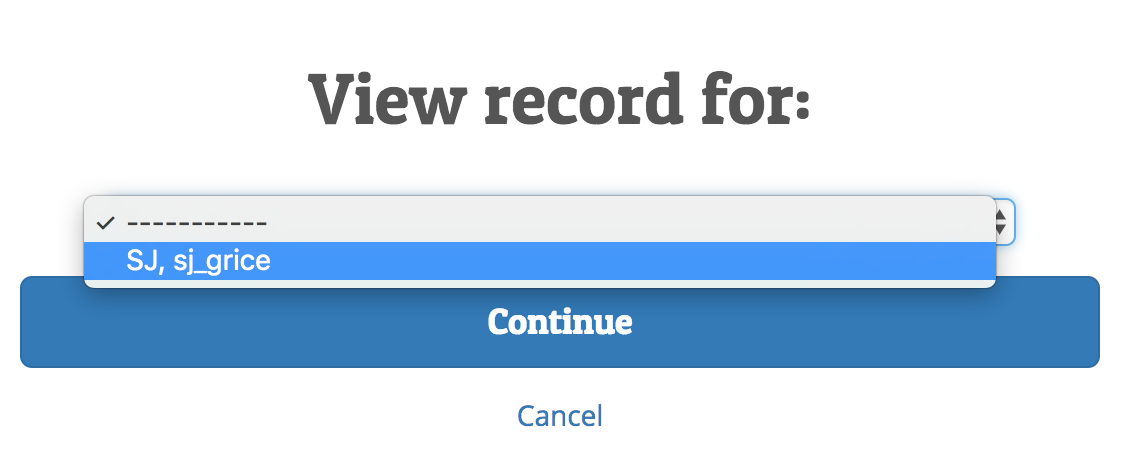 View record for:
-----------
SJ, sj_grice
Continue
Cancel